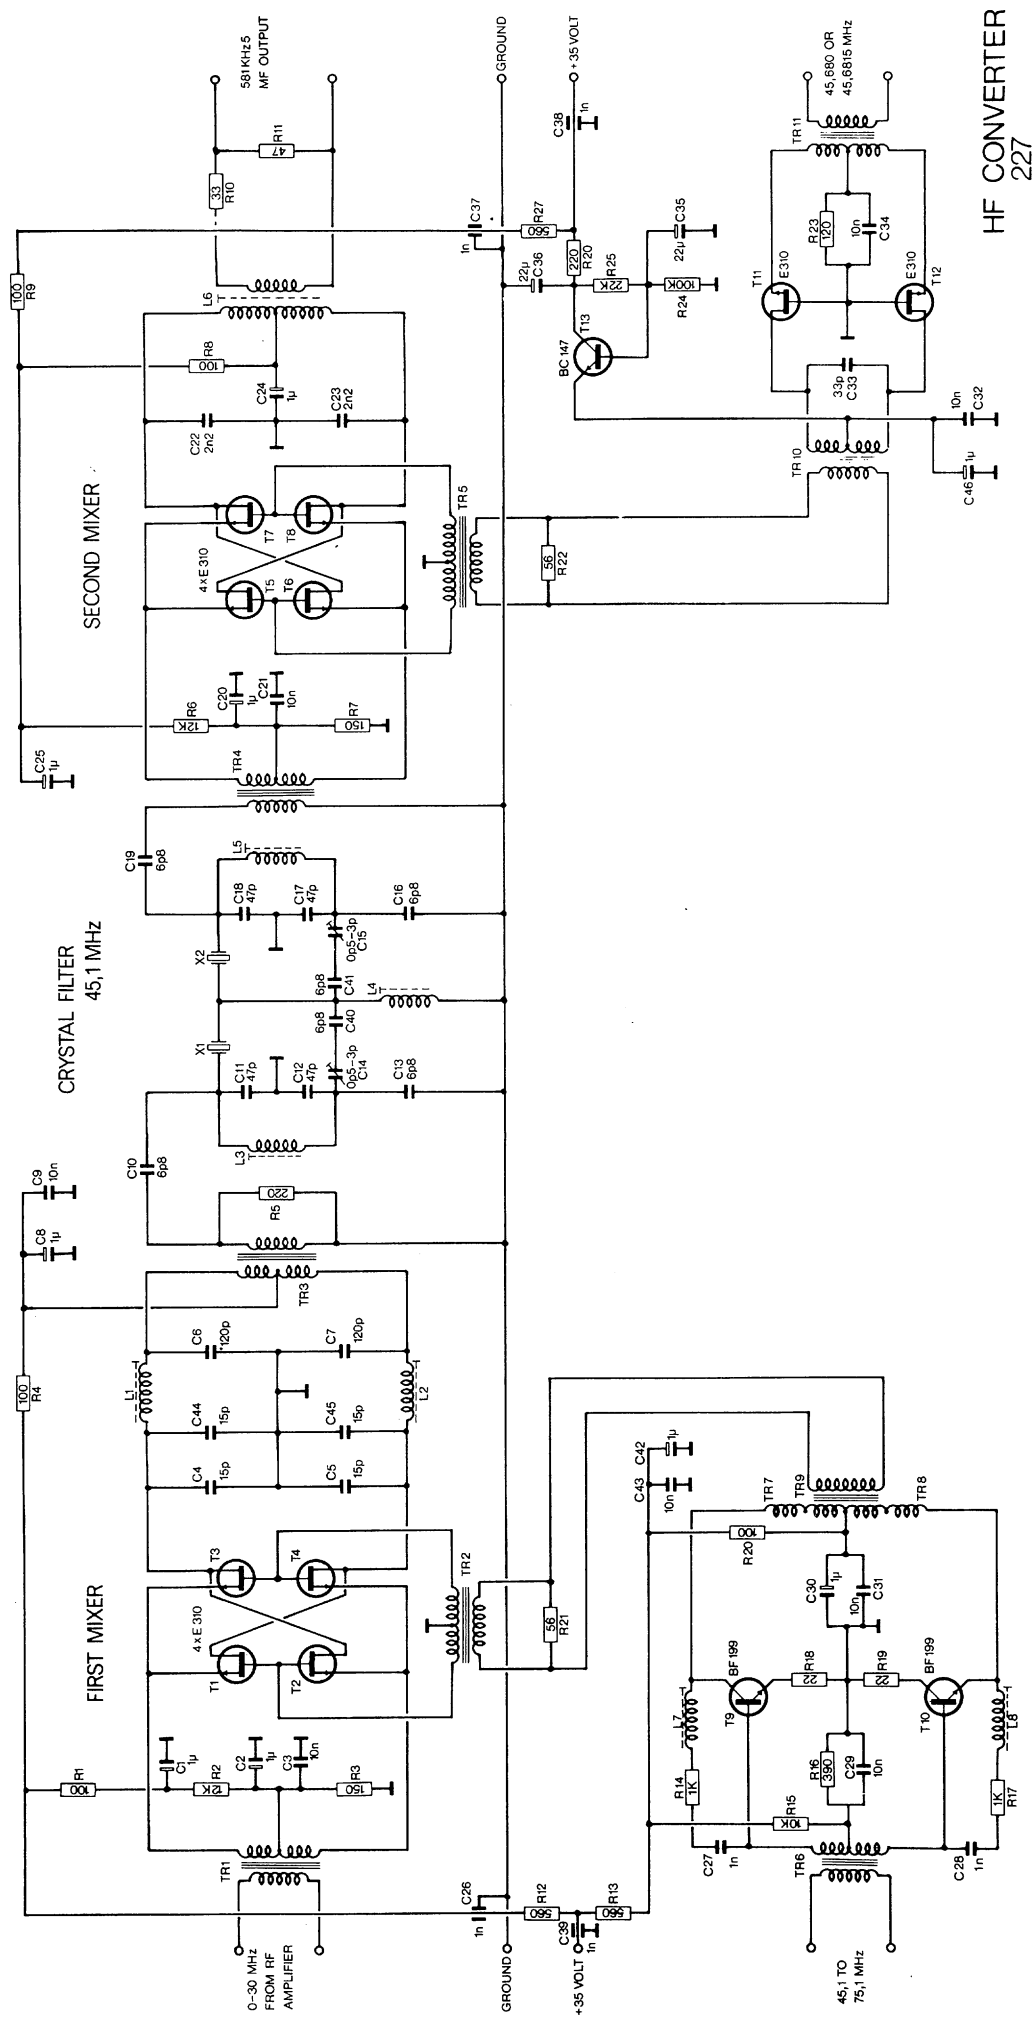 HF CONVERTER
227
FIRST MIXER
CRYSTAL FILTER
45,1 MHz
SECOND MIXER
0-30 MHz
FROM RF
AMPLIFIER
TR1
R1
100
C1
1µ
R2
12K
C2
1µ
C3
10n
R3
150
T1
T2
4xE310
T3
T4
TR2
R4
100
C4
15p
C5
15p
C44
15p
C45
15p
L1
L2
C6
120p
C7
120p
TR3
C8
1µ
C9
10n
R5
220
C10
6p8
L3
C11
47p
C12
47p
C13
6p8
0p5-3p
C14
X1
6p8
C40
L4
6p8
C41
X2
0p5-3p
C15
C18
47p
C17
47p
C16
6p8
L5
C19
6p8
TR4
C25
1µ
R6
12K
C20
1µ
C21
10n
R7
150
4xE310
T5
T6
T7
T8
TR5
C22
2n2
C23
2n2
C24
1µ
R8
100
L6
R9
100
33
R10
47
R11
581KHz5
MF OUTPUT
GROUND
+35 VOLT
C26
1n
R12
560
C39
1n
R13
560
56
R21
C43
10n
C42
1µ
45,1 TO
75,1 MHz
TR6
C27
1n
C28
1n
R14
1K
R17
1K
R15
10K
R16
390
C29
10n
L7
L8
T9
BF199
T10
BF199
R18
22
R19
22
C30
1µ
C31
10n
R20
100
TR7
TR9
TR8
56
R22
C37
1n
22µ
C36
560
R27
220
R20
22K
R25
100K
R24
22µ
C35
C38
1n
GROUND
+35 VOLT
T13
BC147
C46
1µ
10n
C32
TR10
33p
C33
T11
E310
E310
T12
R23
120
10n
C34
TR11
45,680 OR
45,6815 MHz